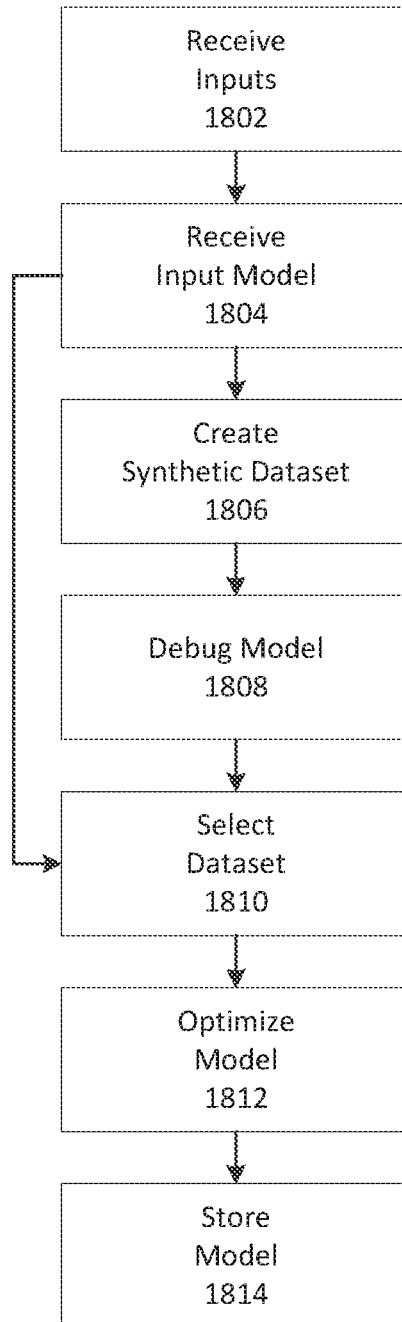 Receive
Inputs
1802
Receive
Input Model
1804
Create
Synthetic Dataset
1806
Debug Model
1808
Select
Dataset
1810
Optimize
Model
1812
Store
Model
1814